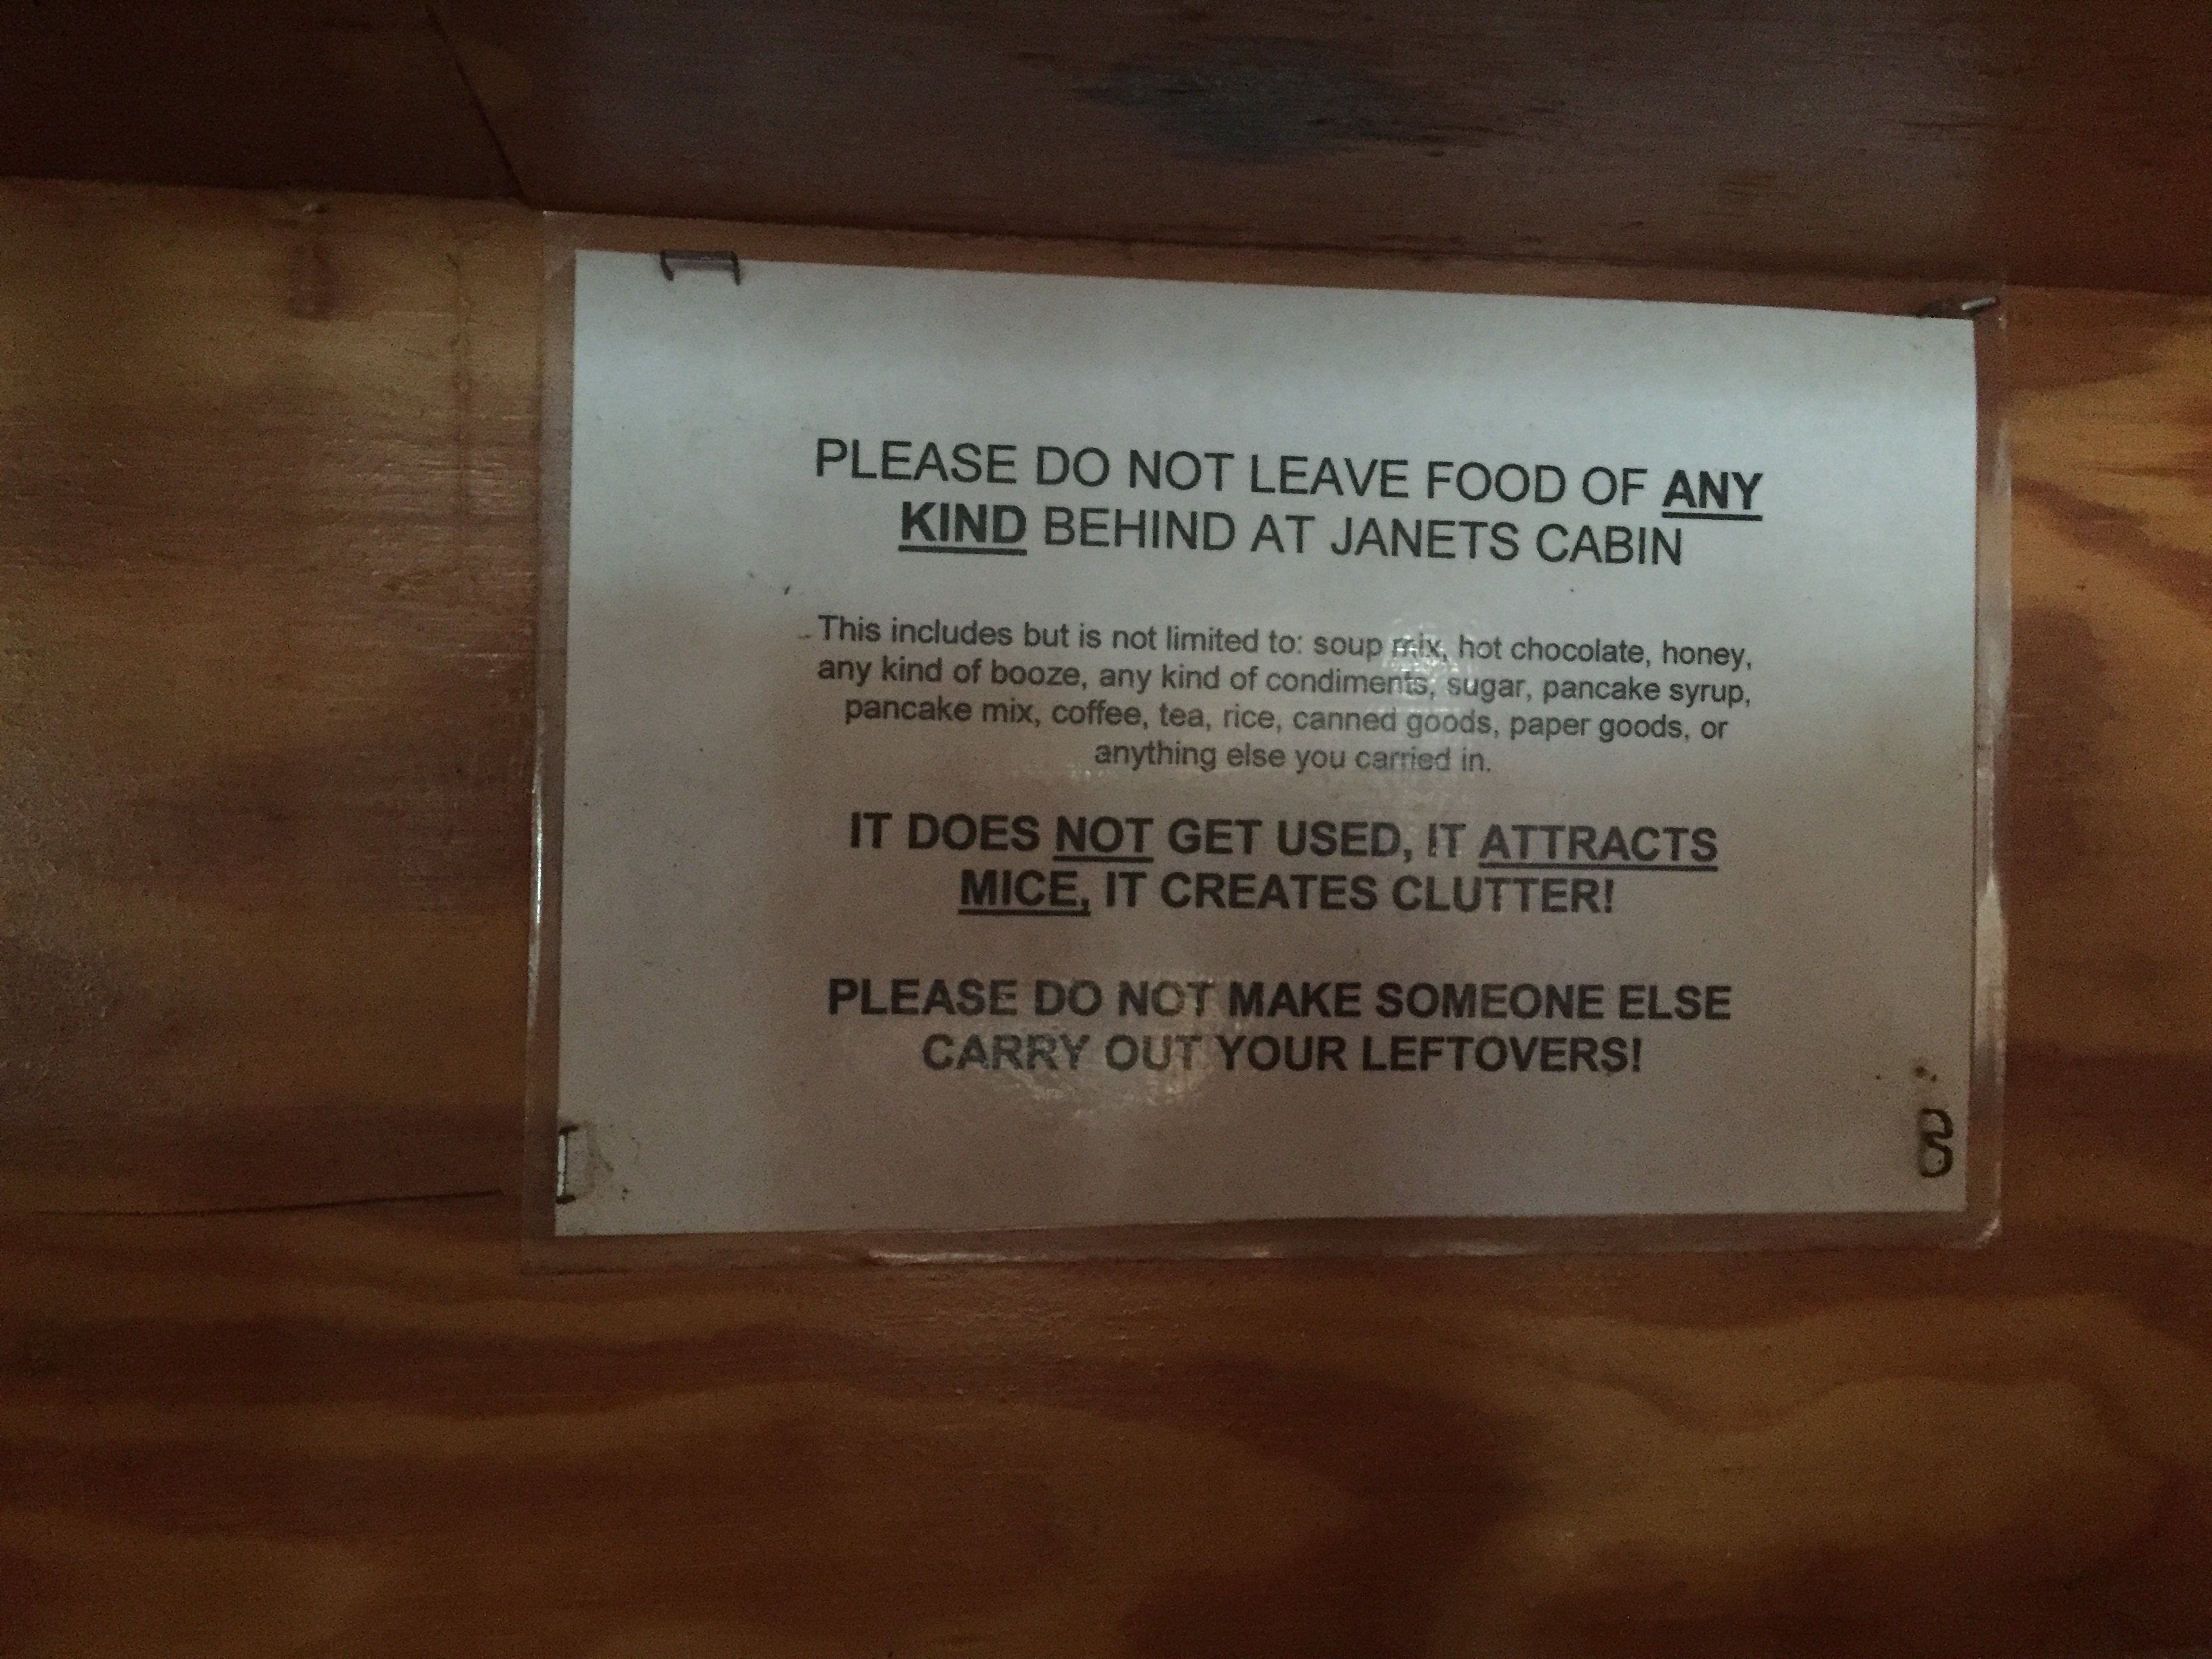 PLEASE DO NOT LEAVE FOOD OF ANY
KIND BEHIND AT JANETS CABIN
This includes but is not limited to: soup mix, hot chocolate, honey,
any kind of booze, any kind of condiments, sugar, pancake syrup,
pancake mix, coffee, tea, rice, canned goods, paper goods, or
anything else you carried in.
IT DOES NOT GET USED, IT ATTRACTS
MICE, IT CREATES CLUTTER!
PLEASE DO NOT MAKE SOMEONE ELSE
CARRY OUT YOUR LEFTOVERS!